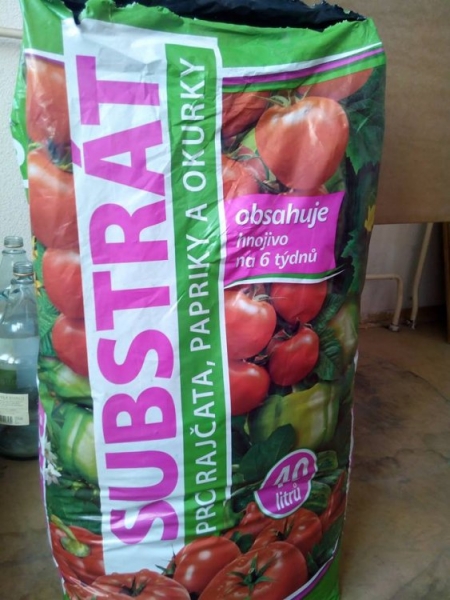 SUBSTRÁT
PRO RAJČATA, PAPRIKY A OKURKY
obsahuje
hnojivo
na 6 týdnů
40
litrů